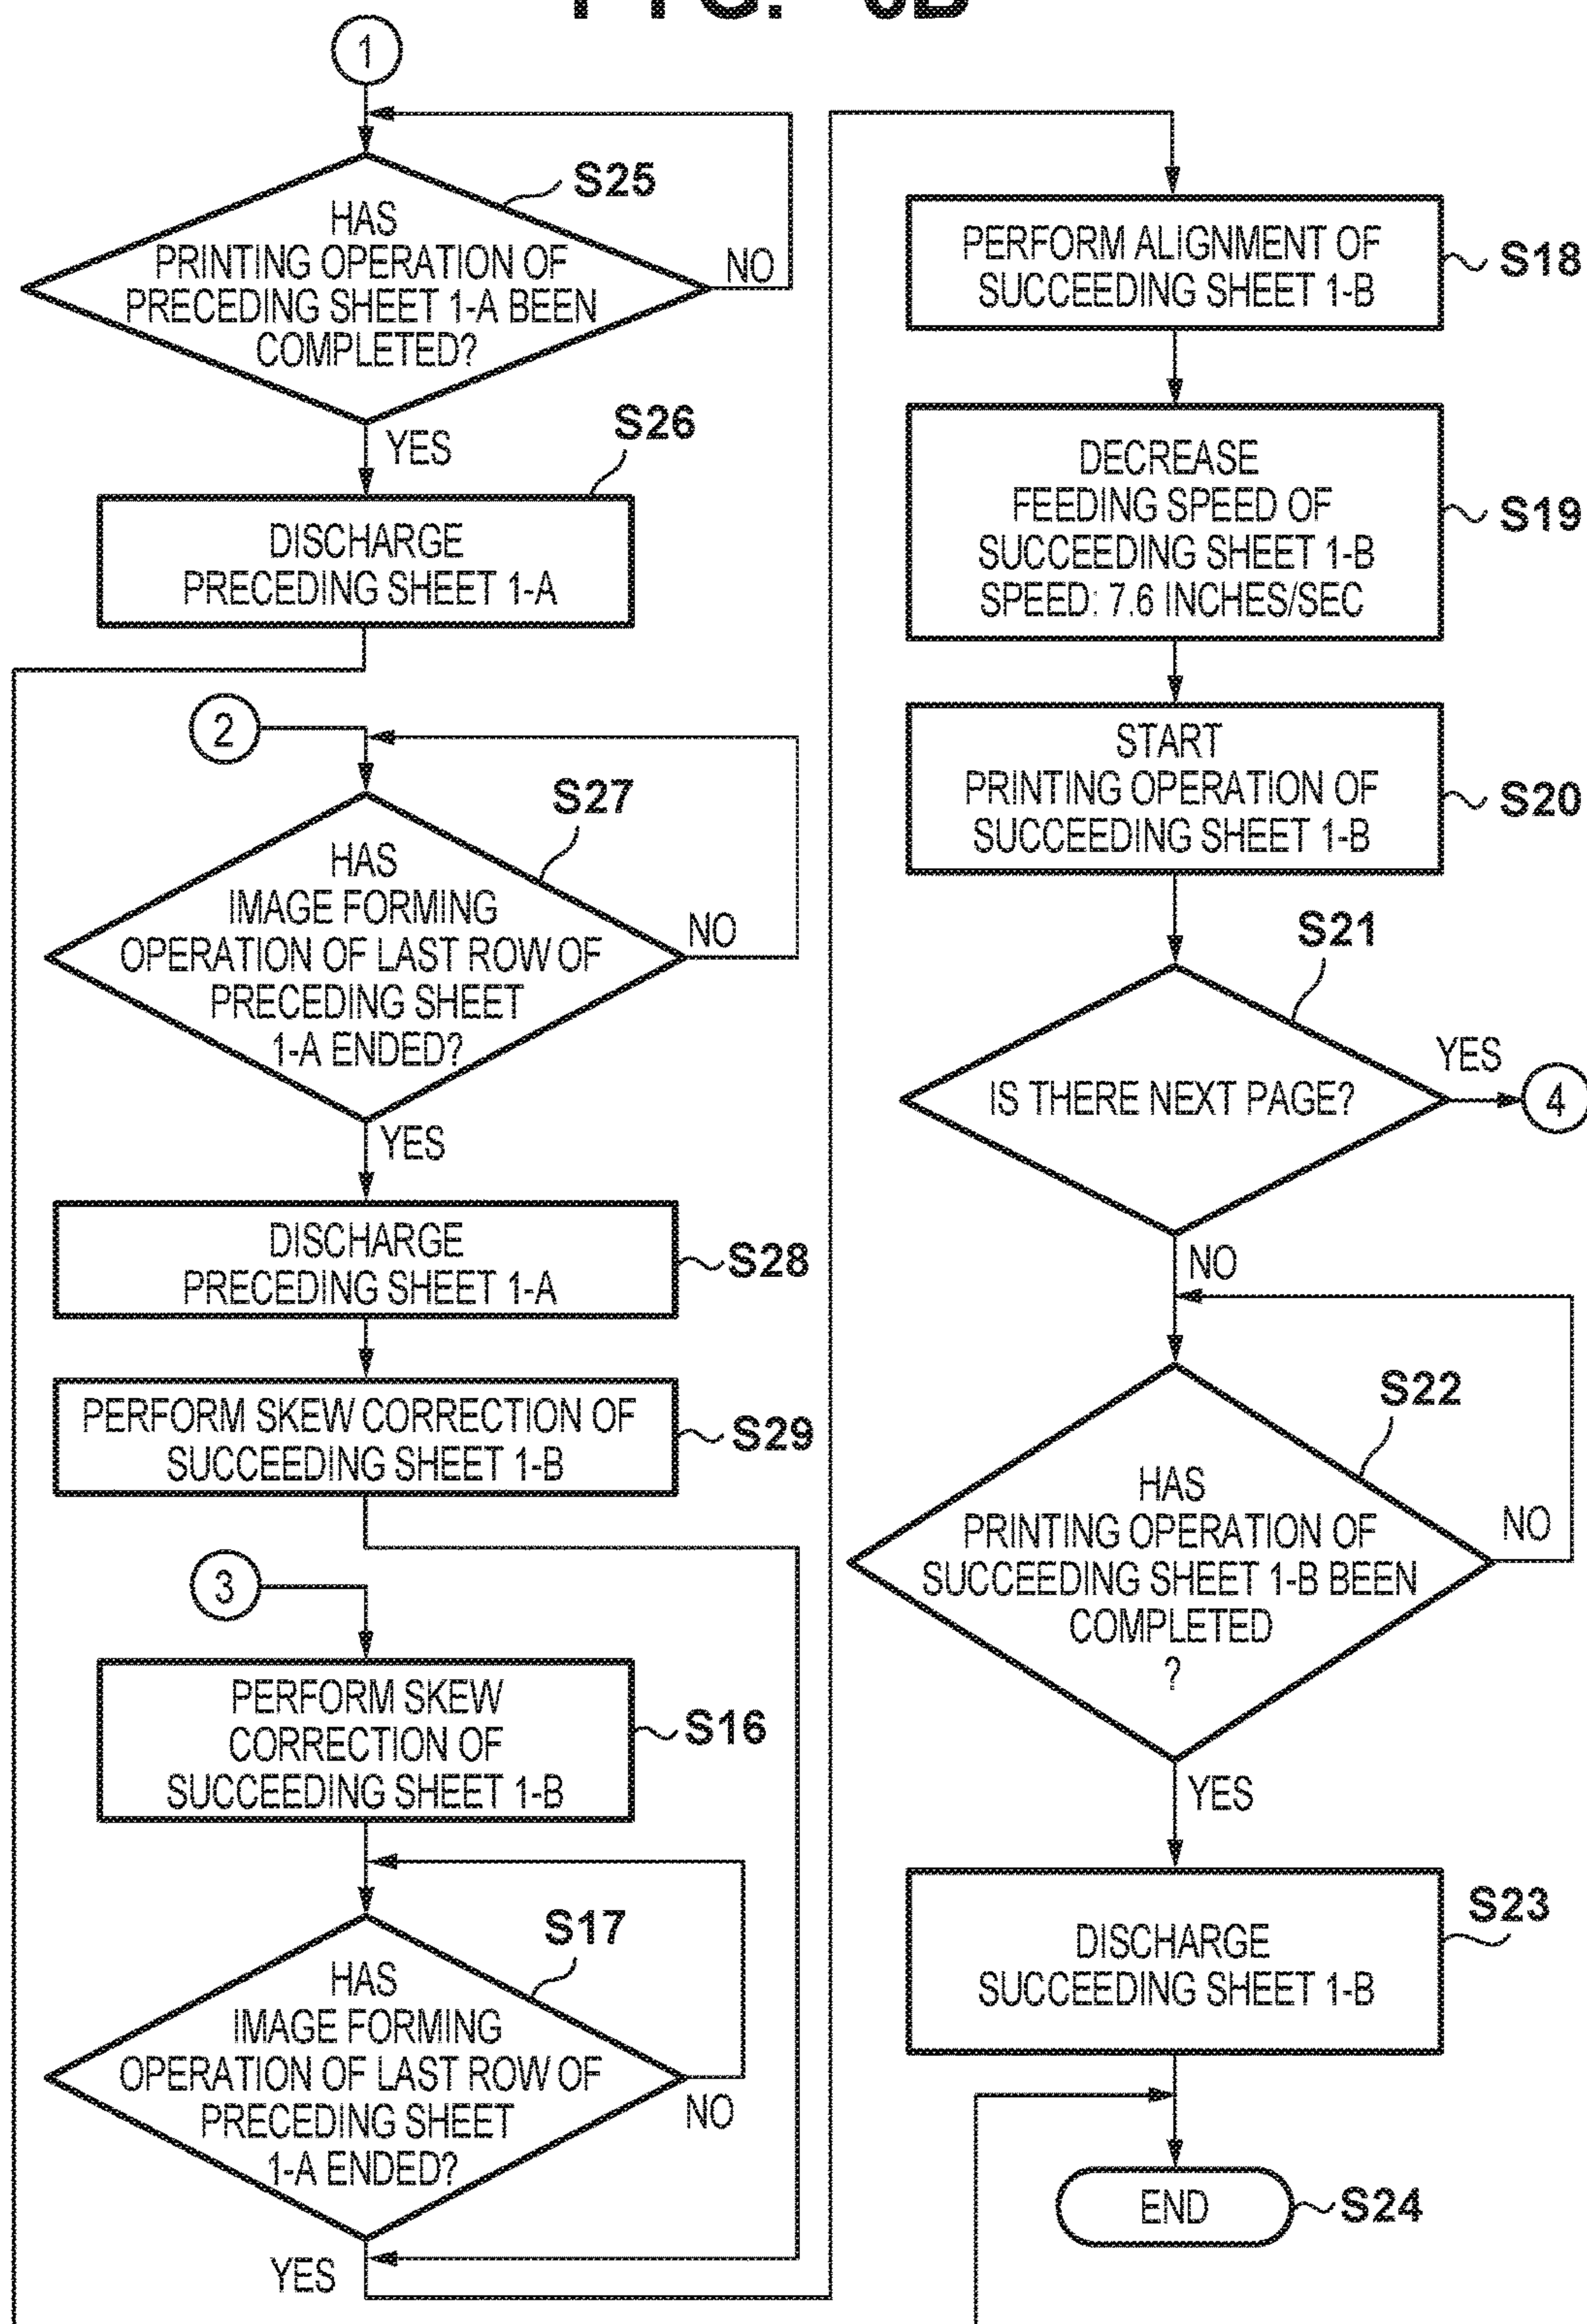 1
S25
HAS
PRINTING OPERATION OF
PRECEDING SHEET 1-A BEEN
COMPLETED?
NO
YES
S26
DISCHARGE
PRECEDING SHEET 1-A
2
S27
HAS
IMAGE FORMING
OPERATION OF LAST ROW OF
PRECEDING SHEET
1-A ENDED?
NO
YES
DISCHARGE
PRECEDING SHEET 1-A
S28
PERFORM SKEW CORRECTION OF
SUCCEEDING SHEET 1-B
S29
3
PERFORM SKEW
CORRECTION OF
SUCCEEDING SHEET 1-B
S16
S17
HAS
IMAGE FORMING
OPERATION OF LAST ROW OF
PRECEDING SHEET
1-A ENDED?
NO
YES
PERFORM ALIGNMENT OF
SUCCEEDING SHEET 1-B
S18
DECREASE
FEEDING SPEED OF
SUCCEEDING SHEET 1-B
SPEED: 7.6 INCHES/SEC
S19
START
PRINTING OPERATION OF
SUCCEEDING SHEET 1-B
S20
S21
IS THERE NEXT PAGE?
YES
4
NO
S22
HAS
PRINTING OPERATION OF
SUCCEEDING SHEET 1-B BEEN
COMPLETED
?
NO
YES
DISCHARGE
SUCCEEDING SHEET 1-B
S23
END
S24